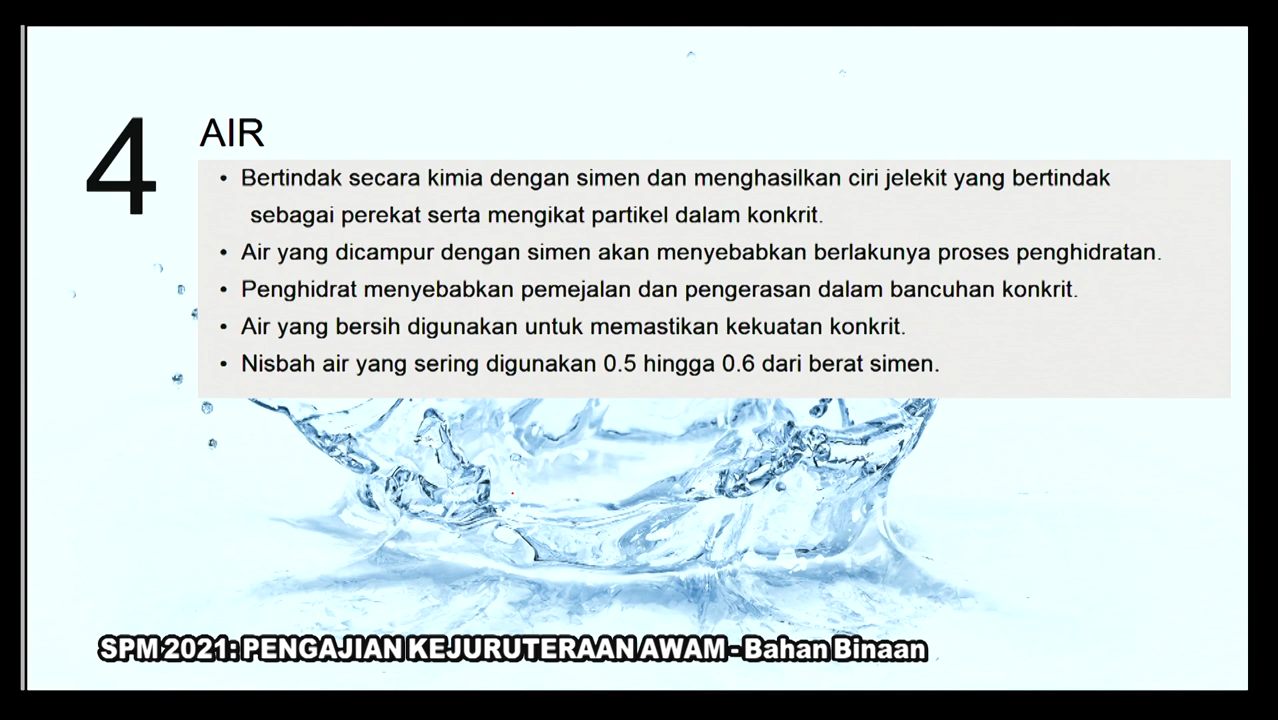 4
AIR
• Bertindak secara kimia dengan simen dan menghasilkan ciri jelekit yang bertindak
sebagai perekat serta mengikat partikel dalam konkrit.
• Air yang dicampur dengan simen akan menyebabkan berlakunya proses penghidratan.
• Penghidrat menyebabkan pemejalan dan pengerasan dalam bancuhan konkrit.
• Air yang bersih digunakan untuk memastikan kekuatan konkrit.
• Nisbah air yang sering digunakan 0.5 hingga 0.6 dari berat simen.
SPM 2021: PENGAJIAN KEJURUTERAAN AWAM - Bahan Binaan